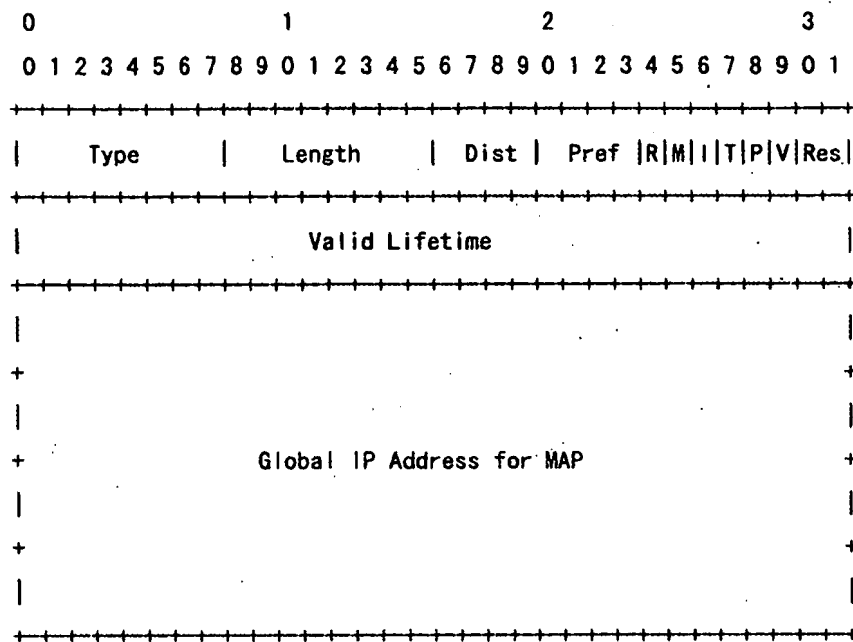 0 1 2 3
0 1 2 3 4 5 6 7 8 9 0 1 2 3 4 5 6 7 8 9 0 1 2 3 4 5 6 7 8 9 0 1
+-+-+-+-+-+-+-+-+-+-+-+-+-+-+-+-+-+-+-+-+-+-+-+-+-+-+-+-+-+-+-+-+
| Type | Length | Dist | Pref |R|M|I|T|P|V|Res|
+-+-+-+-+-+-+-+-+-+-+-+-+-+-+-+-+-+-+-+-+-+-+-+-+-+-+-+-+-+-+-+-+
| Valid Lifetime |
+-+-+-+-+-+-+-+-+-+-+-+-+-+-+-+-+-+-+-+-+-+-+-+-+-+-+-+-+-+-+-+-+
| |
+ +
| |
+ Global IP Address for MAP +
| |
+ +
| |
+-+-+-+-+-+-+-+-+-+-+-+-+-+-+-+-+-+-+-+-+-+-+-+-+-+-+-+-+-+-+-+-+